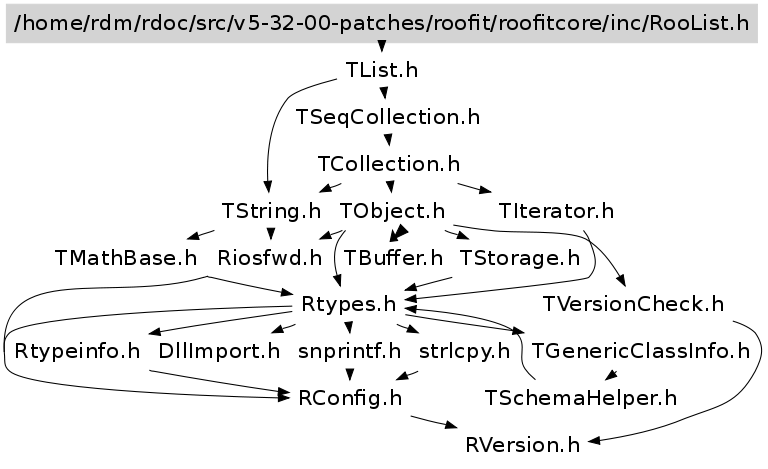 /home/rdm/rdoc/src/v5-32-00-patches/roofit/roofitcore/inc/RooList.h
TList.h
TSeqCollection.h
TCollection.h
TString.h
TObject.h
TIterator.h
TMathBase.h
Riosfwd.h
TBuffer.h
TStorage.h
Rtypes.h
TVersionCheck.h
Rtypeinfo.h
DllImport.h
snprintf.h
strlcpy.h
TGenericClassInfo.h
RConfig.h
TSchemaHelper.h
RVersion.h